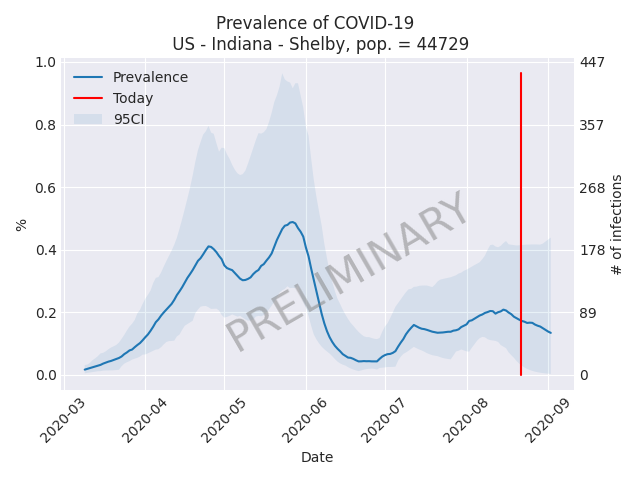 Prevalence of COVID-19
US - Indiana - Shelby, pop. = 44729
Prevalence
Today
95CI
PRELIMINARY
1.0
0.8
0.6
0.4
0.2
0.0
%
447
357
268
178
89
0
# of infections
2020-03
2020-04
2020-05
2020-06
2020-07
2020-08
2020-09
Date